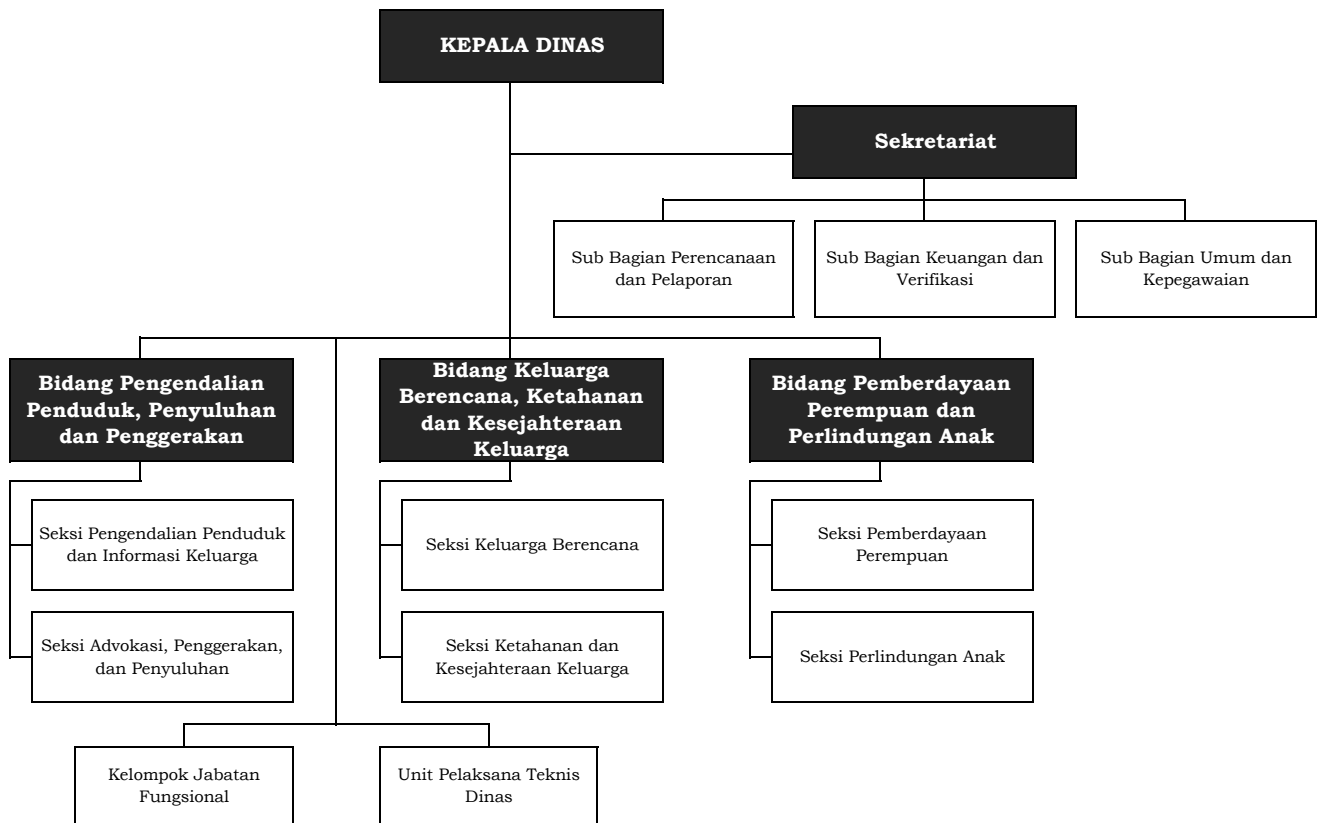 KEPALA DINAS
Sekretariat
Sub Bagian Perencanaan
dan Pelaporan
Sub Bagian Keuangan dan
Verifikasi
Sub Bagian Umum dan
Kepegawaian
Bidang Pengendalian
Penduduk, Penyuluhan
dan Penggerakan
Bidang Keluarga
Berencana, Ketahanan
dan Kesejahteraan
Keluarga
Bidang Pemberdayaan
Perempuan dan
Perlindungan Anak
Seksi Pengendalian Penduduk
dan Informasi Keluarga
Seksi Keluarga Berencana
Seksi Pemberdayaan
Perempuan
Seksi Advokasi, Penggerakan,
dan Penyuluhan
Seksi Ketahanan dan
Kesejahteraan Keluarga
Seksi Perlindungan Anak
Kelompok Jabatan
Fungsional
Unit Pelaksana Teknis
Dinas